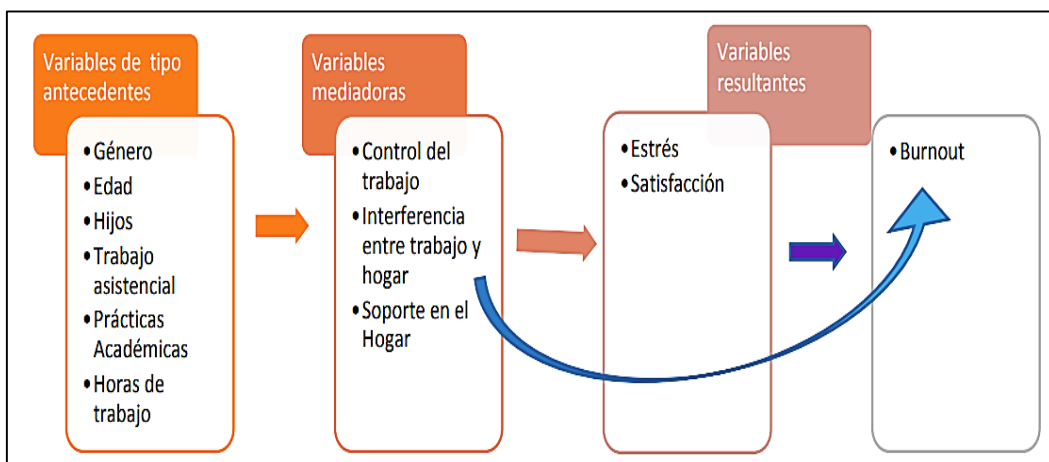 Variables de tipo
antecedentes
•Género
•Edad
•Hijos
•Trabajo
asistencial
•Prácticas
Académicas
•Horas de
trabajo
Variables
mediadoras
•Control del
trabajo
•Interferencia
entre trabajo y
hogar
•Soporte en el
Hogar
Variables
resultantes
•Estrés
•Satisfacción
•Burnout